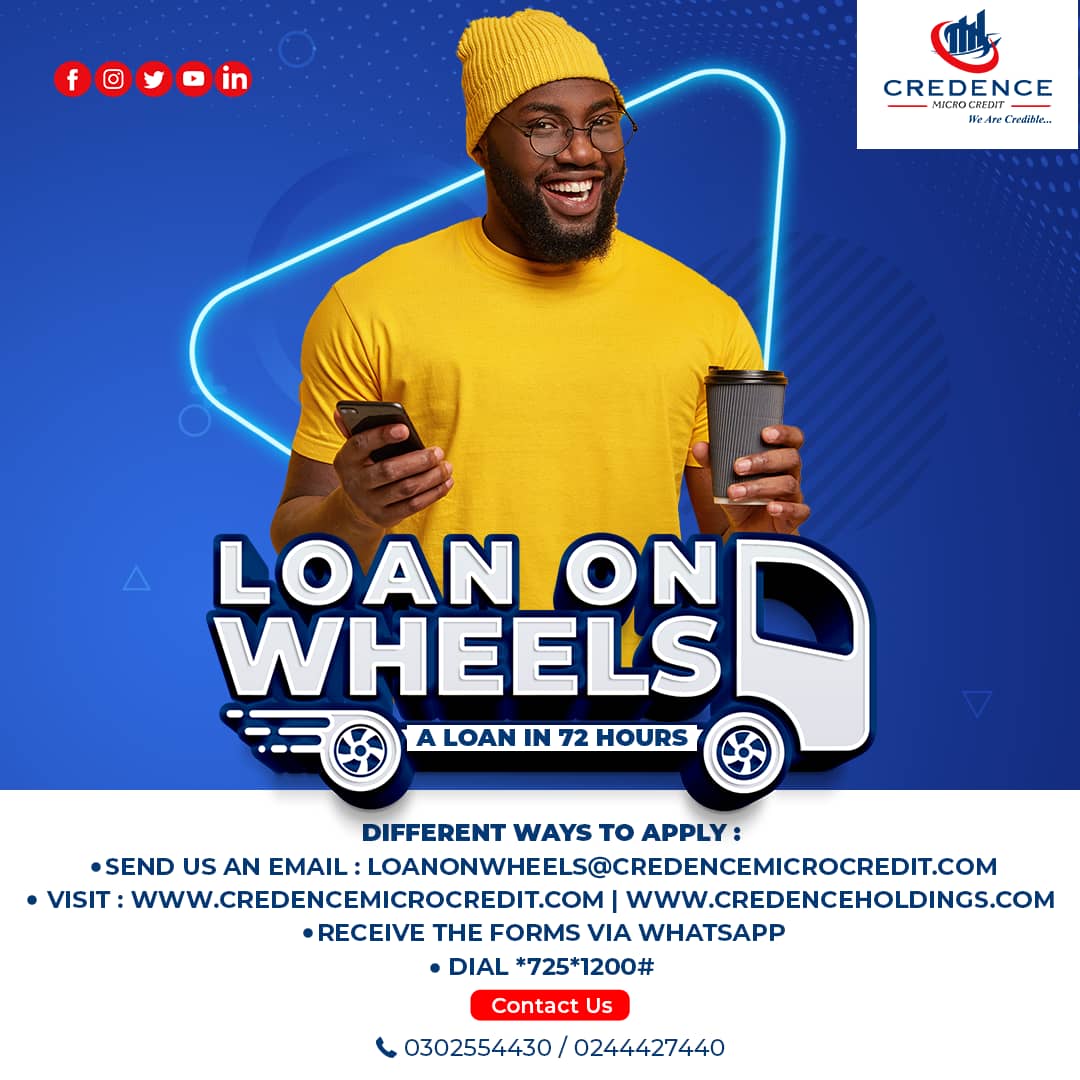 CREDENCE
MICRO CREDIT
We Are Credible...
LOAN ON
WHEELS
A LOAN IN 72 HOURS
DIFFERENT WAYS TO APPLY :
• SEND US AN EMAIL : LOANONWHEELS@CREDENCEMICROCREDIT.COM
• VISIT : WWW.CREDENCEMICROCREDIT.COM | WWW.CREDENCEHOLDINGS.COM
• RECEIVE THE FORMS VIA WHATSAPP
• DIAL *725*1200#
Contact Us
0302554430 / 0244427440